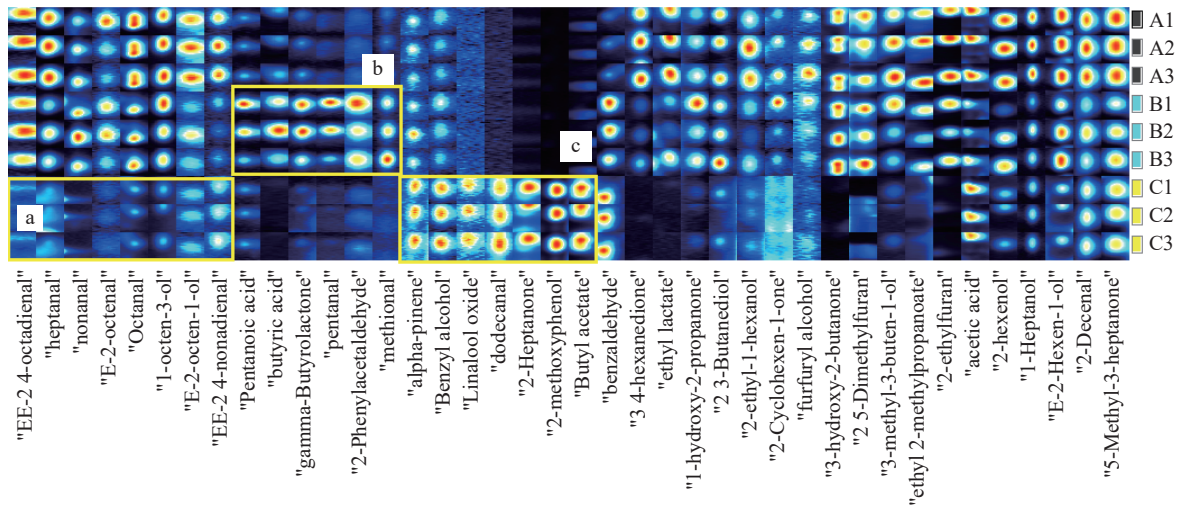 A1
A2
A3
b
B1
B2
c
B3
C1
a
C2
C3
"EE-2 4-octadienal"
"heptanal"
"nonanal"
"E-2-octenal"
"Octanal"
"1-octen-3-ol"
"E-2-octen-1-ol"
"EE-2 4-nonadienal"
"Pentanoic acid"
"butyric acid"
"gamma-Butyrolactone"
"pentanal"
"2-Phenylacetaldehyde"
"methional"
"alpha-pinene"
"Benzyl alcohol"
"Linalool oxide"
"dodecanal"
"2-Heptanone"
"2-methoxyphenol"
"Butyl acetate"
"benzaldehyde"
"3 4-hexanedione"
"ethyl lactate"
"1-hydroxy-2-propanone"
"2 3-Butanediol"
"2-ethyl-1-hexanol"
"2-Cyclohexen-1-one"
"furfuryl alcohol"
"3-hydroxy-2-butanone"
"2 5-Dimethylfutran"
"3-methyl-3-buten-1-ol"
"ethyl 2-methylpropanoate"
"2-ethylfutran"
"acetic acid"
"2-hexenol"
"1-Heptanol"
"E-2-Hexen-1-ol"
"2-Decenal"
"5-Methyl-3-heptanone"